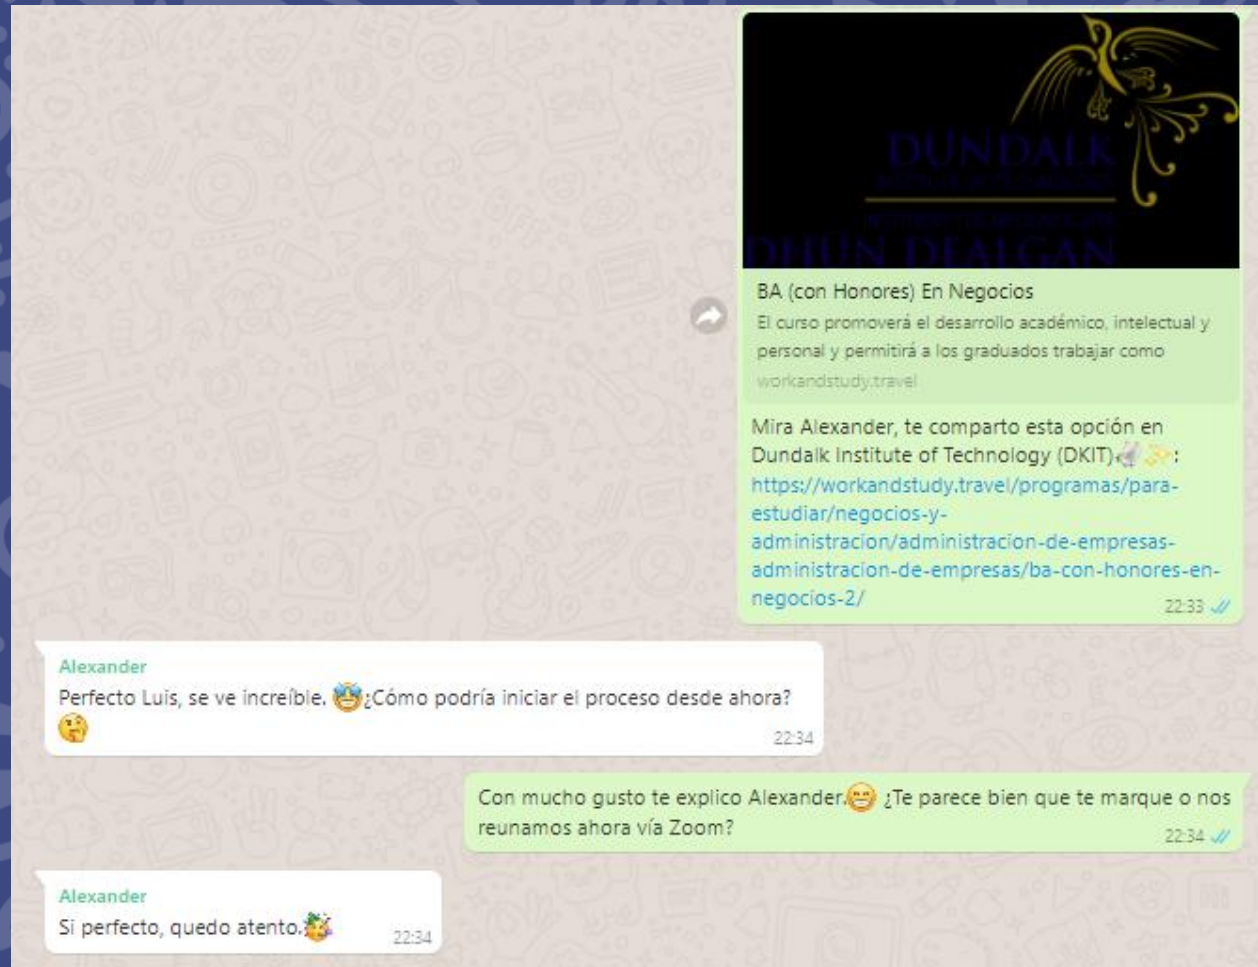 DUNDALK
DHÚN DEALGAN
BA (con Honores) En Negocios
El curso promoverá el desarrollo académico, intelectual y
personal y permitirá a los graduados trabajar como
workandstudy.travel
Mira Alexander, te comparto esta opción en
Dundalk Institute of Technology (DKIT):
https://workandstudy.travel/programas/para-
estudiar/negocios-y-
administracion/administracion-de-empresas-
administracion-de-empresas/ba-con-honores-en-
negocios-2/
22:33
Alexander
Perfecto Luis, se ve increíble. 🤩¿Cómo podría iniciar el proceso desde ahora?
🤔
22:34
Con mucho gusto te explico Alexander.😁 ¿Te parece bien que te marque o nos
reunamos ahora vía Zoom?
22:34
Alexander
Si perfecto, quedo atento.🥳
22:34